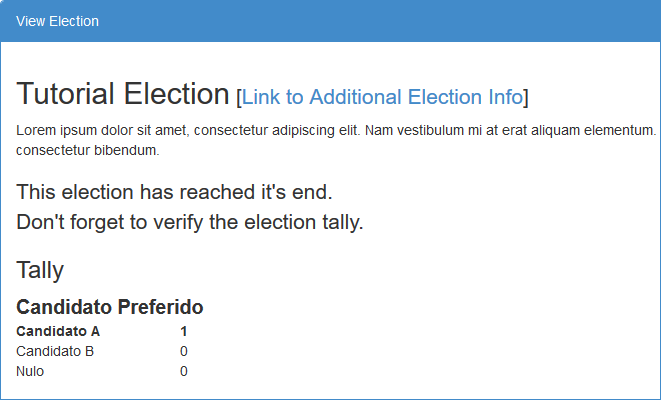 View Election
Tutorial Election [Link to Additional Election Info]
Lorem ipsum dolor sit amet, consectetur adipiscing elit. Nam vestibulum mi at erat aliquam elementum.
consectetur bibendum.
This election has reached it's end.
Don't forget to verify the election tally.
Tally
Candidato Preferido
Candidato A 1
Candidato B 0
Nulo 0